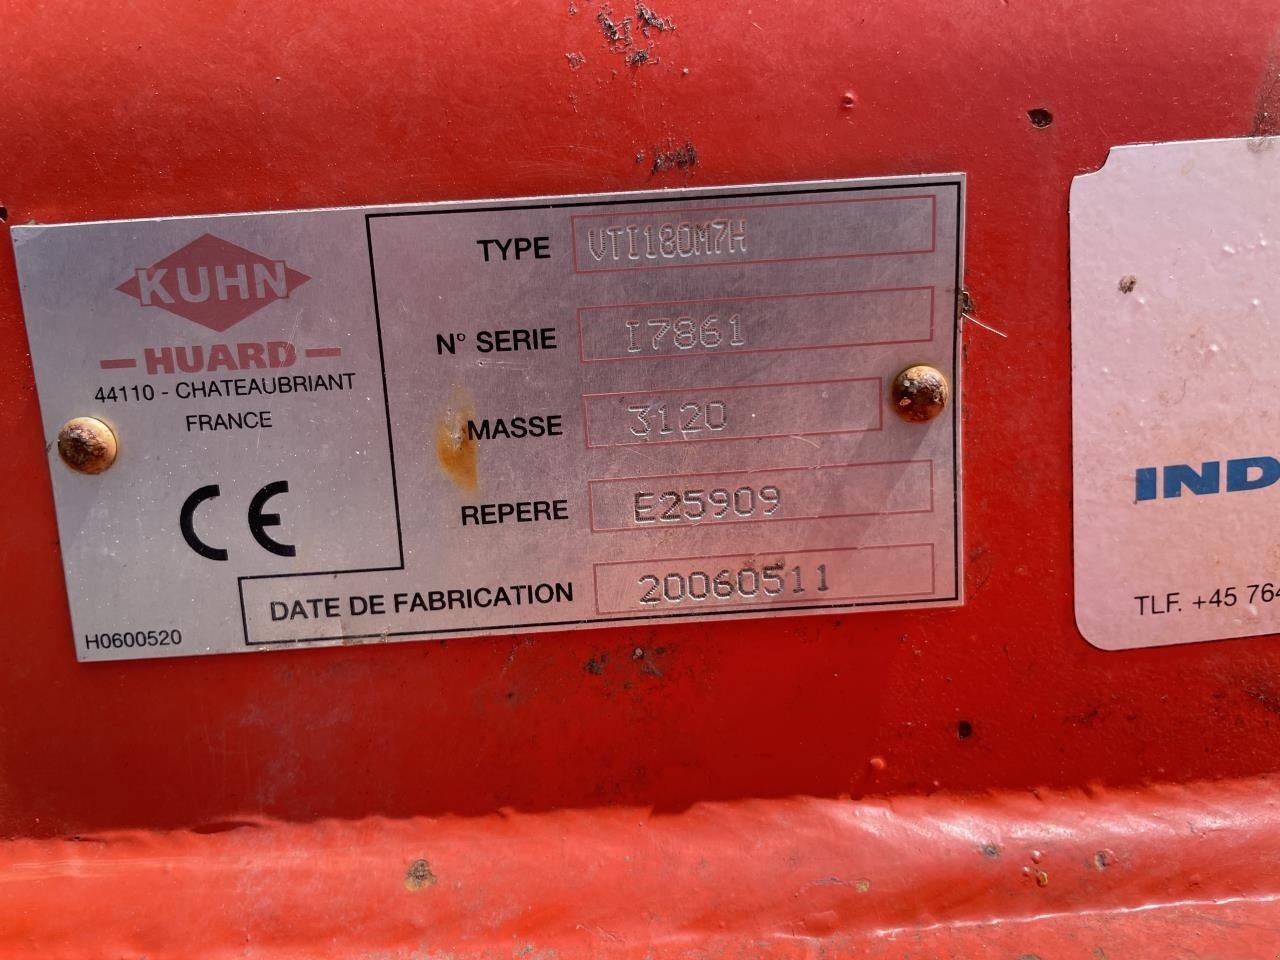 KUHN
HUARD
44110 - CHATEAUBRIANT
FRANCE
CE
H0600520
TYPE VTI180M7H
N° SERIE I7861
MASSE 3120
REPERE E25909
DATE DE FABRICATION 20060511
IND
TLF. +45 764